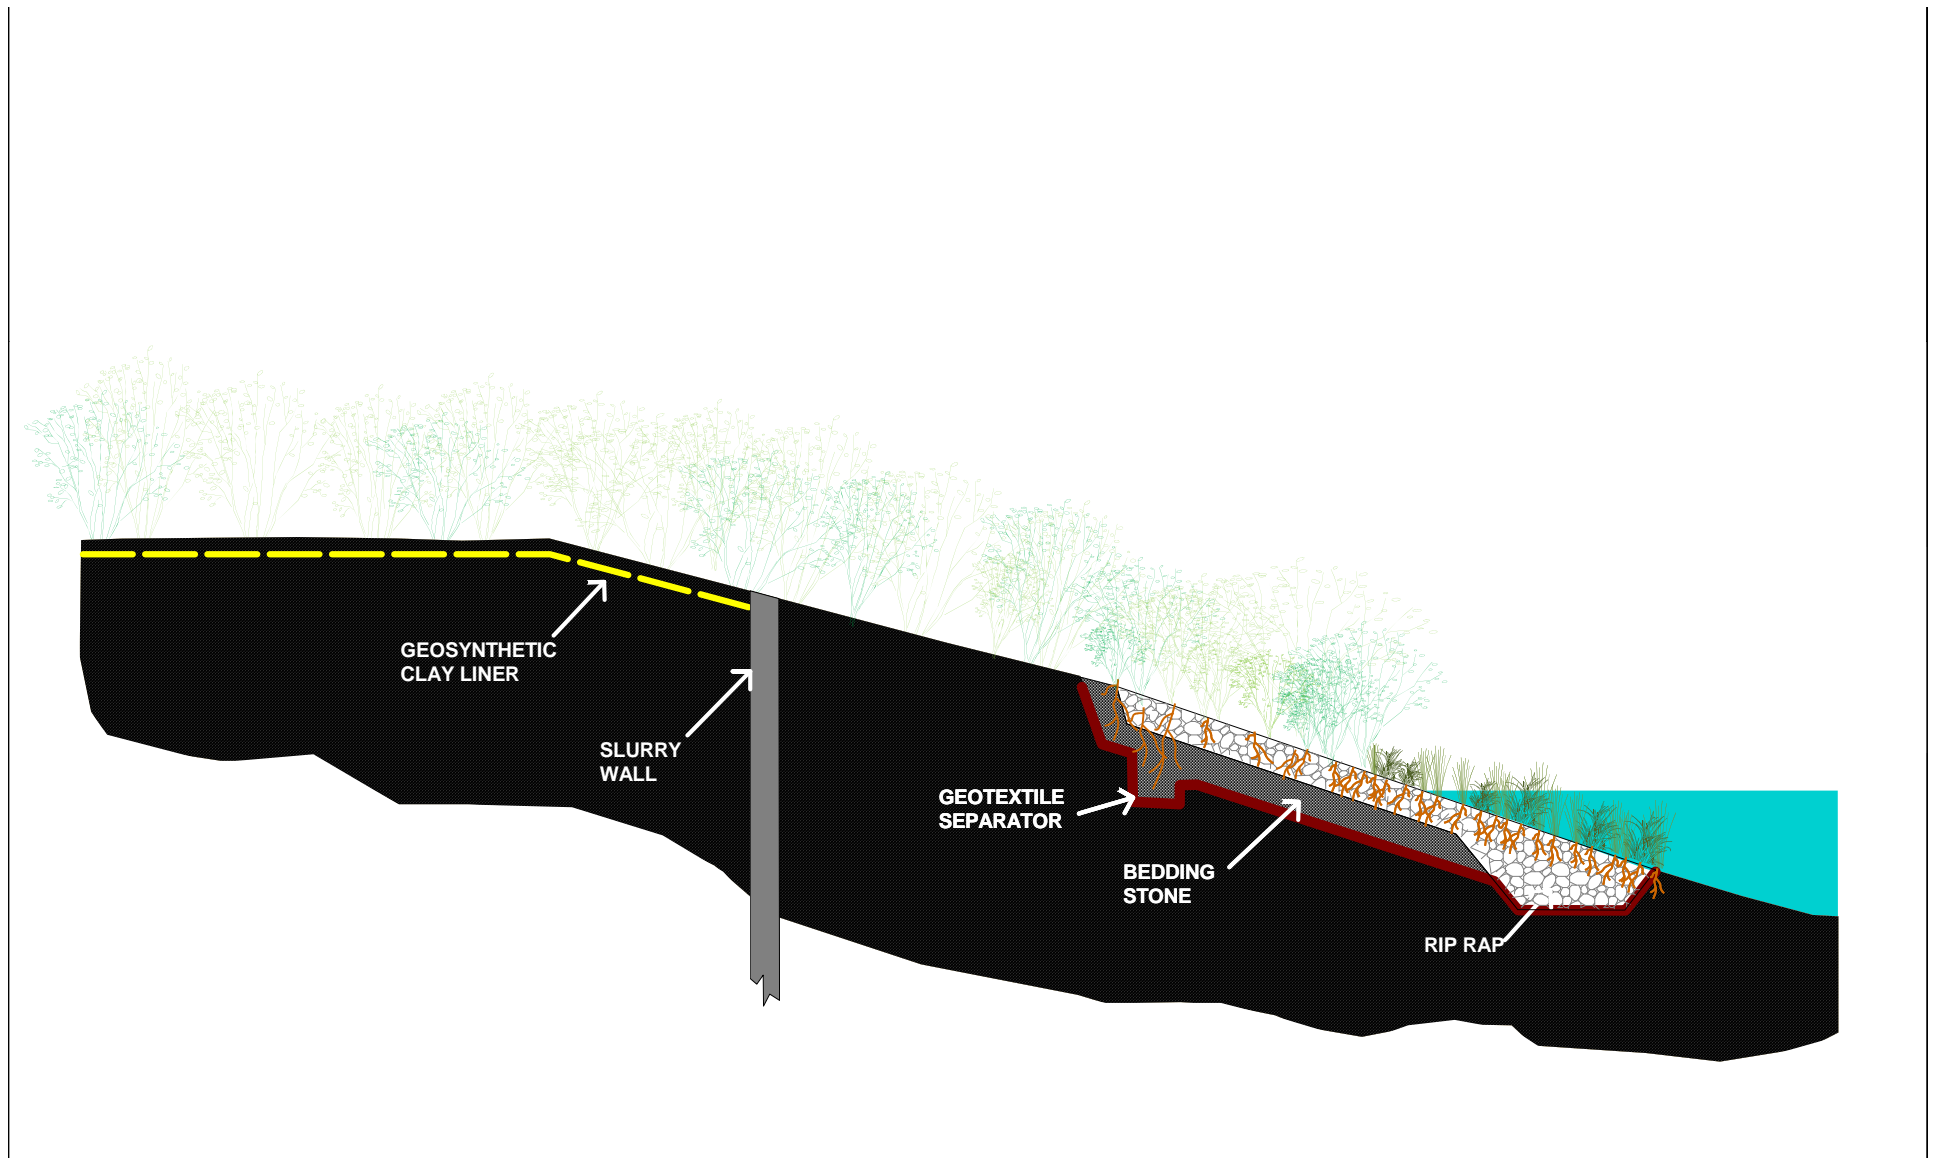 GEOSYNTHETIC
CLAY LINER
SLURRY
WALL
GEOTEXTILE
SEPARATOR
BEDDING
STONE
RIP RAP